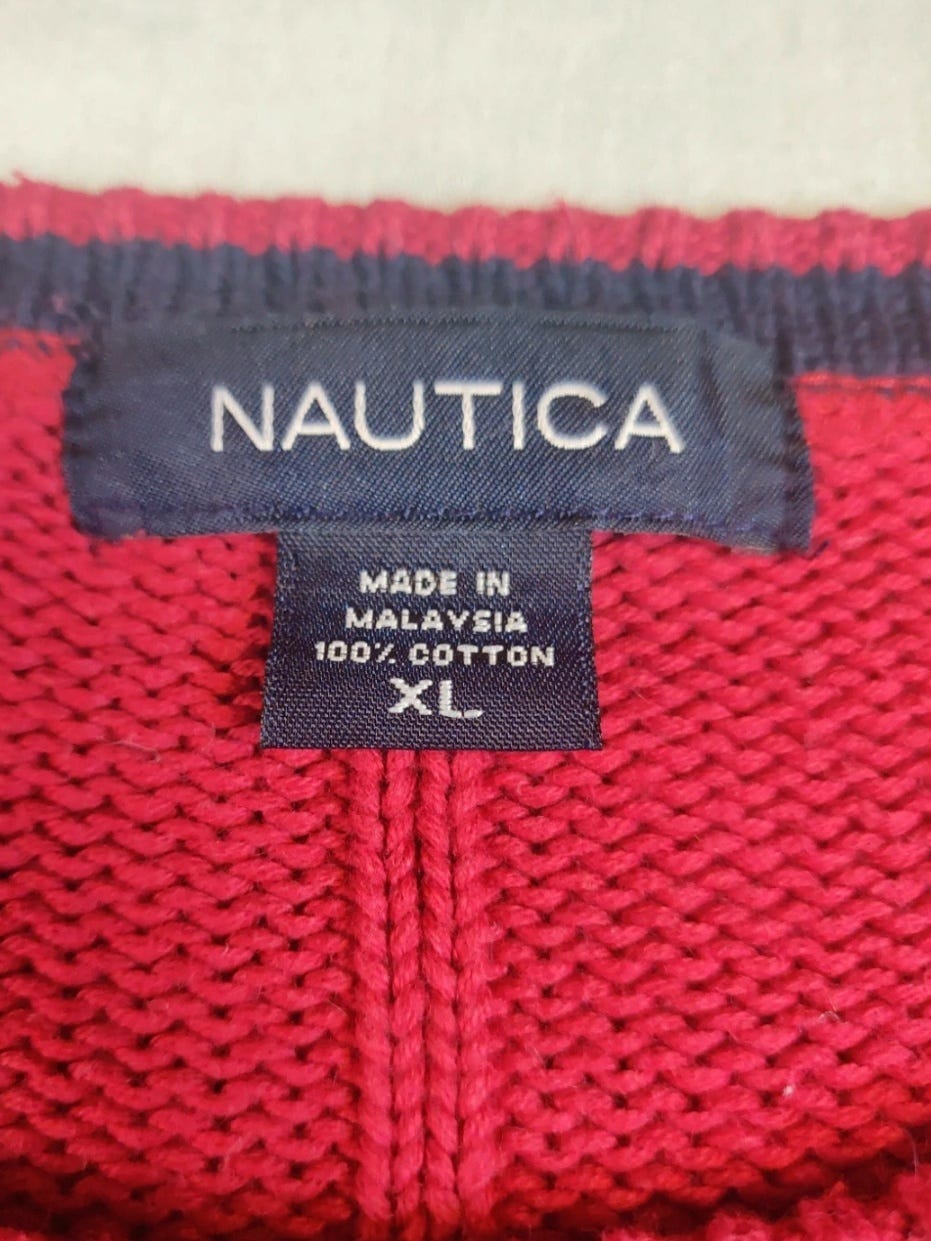 NAUTICA
MADE IN
MALAYSIA
100% COTTON
XL